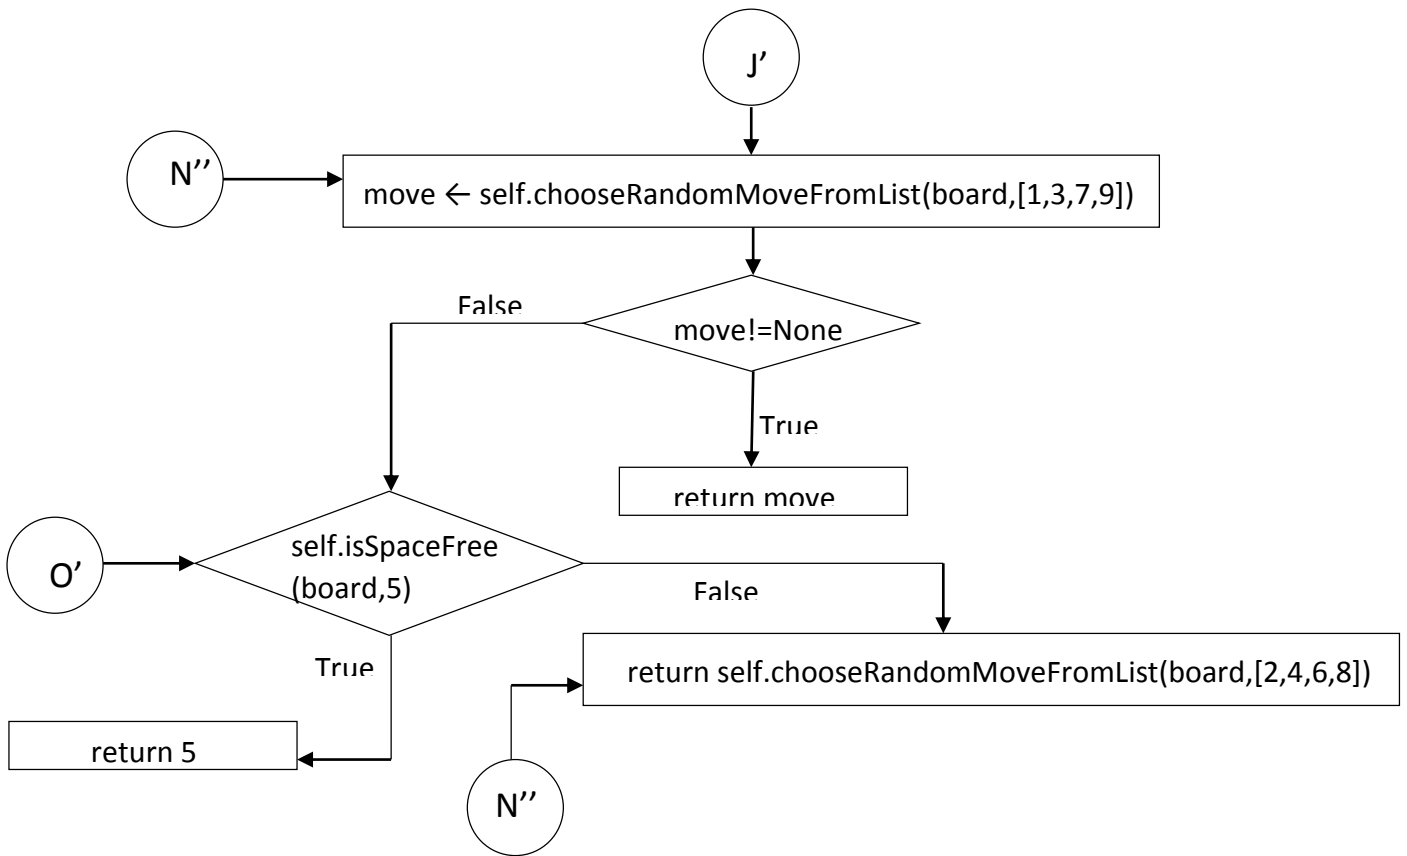 J’
N’’
move ← self.chooseRandomMoveFromList(board,[1,3,7,9])
False
move!=None
True
return move
self.isSpaceFree
(board,5)
O’
False
True
return self.chooseRandomMoveFromList(board,[2,4,6,8])
return 5
N’’